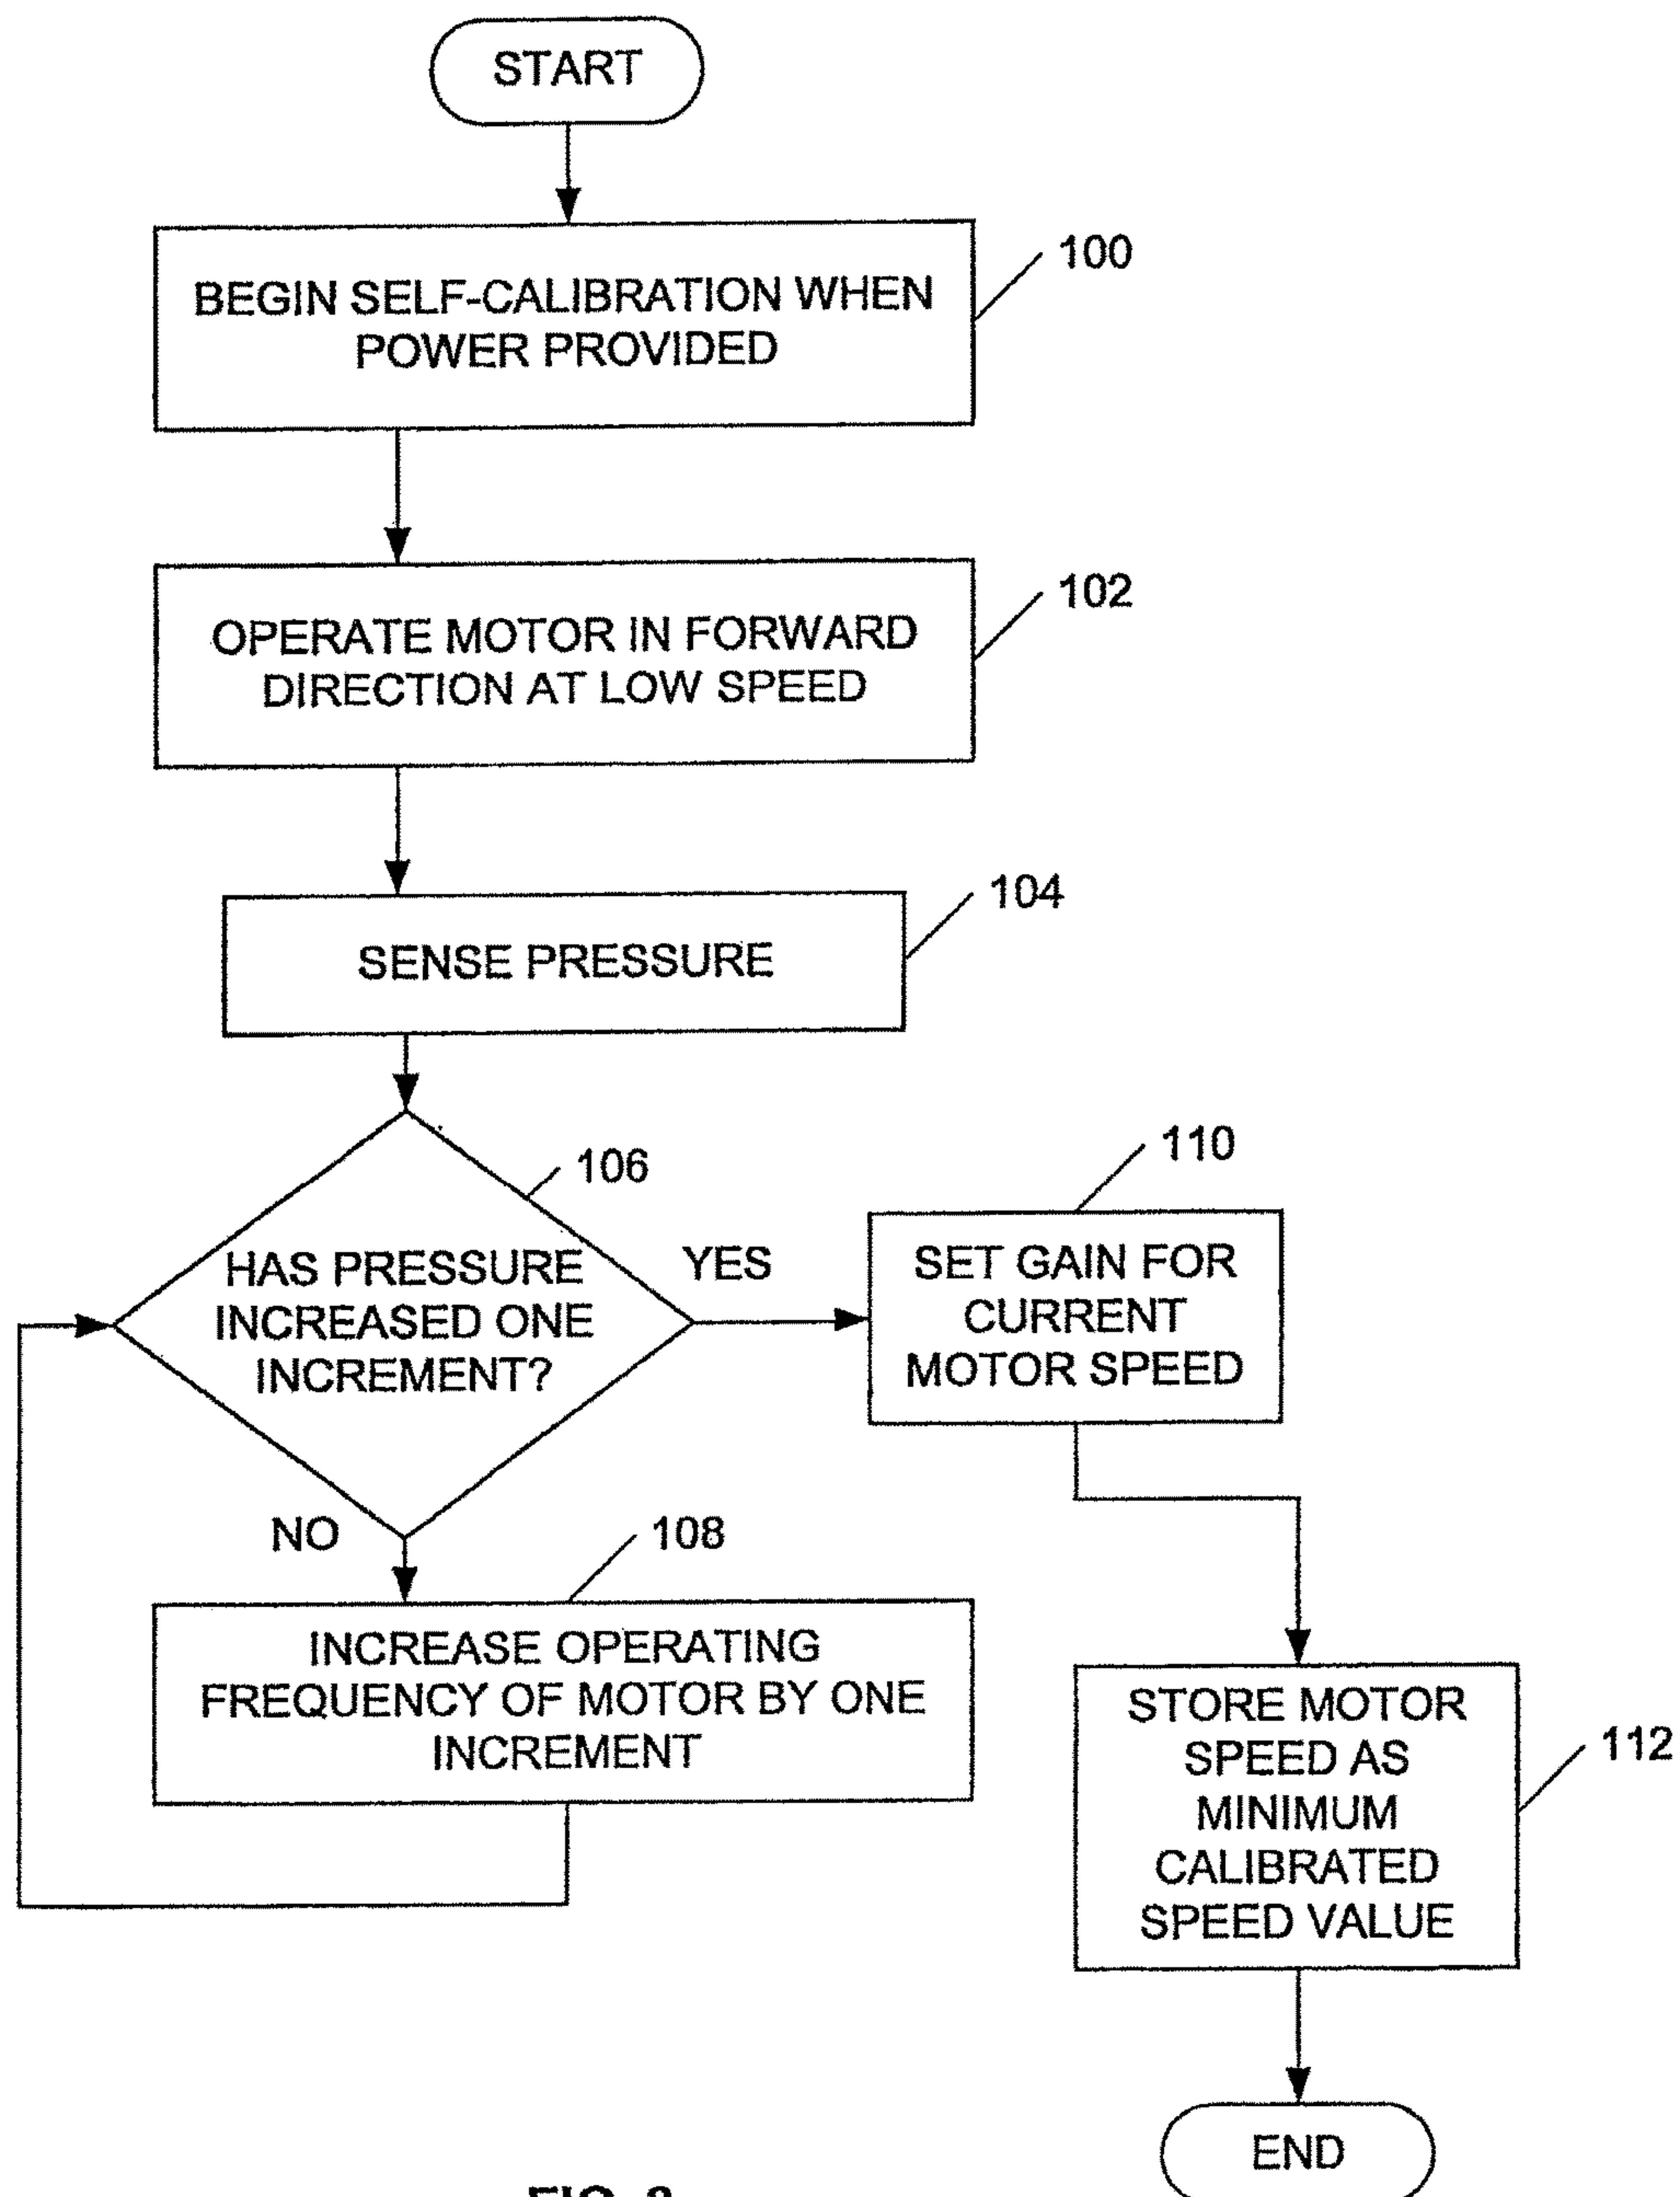 START
BEGIN SELF-CALIBRATION WHEN
POWER PROVIDED
100
OPERATE MOTOR IN FORWARD
DIRECTION AT LOW SPEED
102
SENSE PRESSURE
104
HAS PRESSURE
INCREASED ONE
INCREMENT?
106
YES
SET GAIN FOR
CURRENT
MOTOR SPEED
110
NO
INCREASE OPERATING
FREQUENCY OF MOTOR BY ONE
INCREMENT
108
STORE MOTOR
SPEED AS
MINIMUM
CALIBRATED
SPEED VALUE
112
END
FIG.